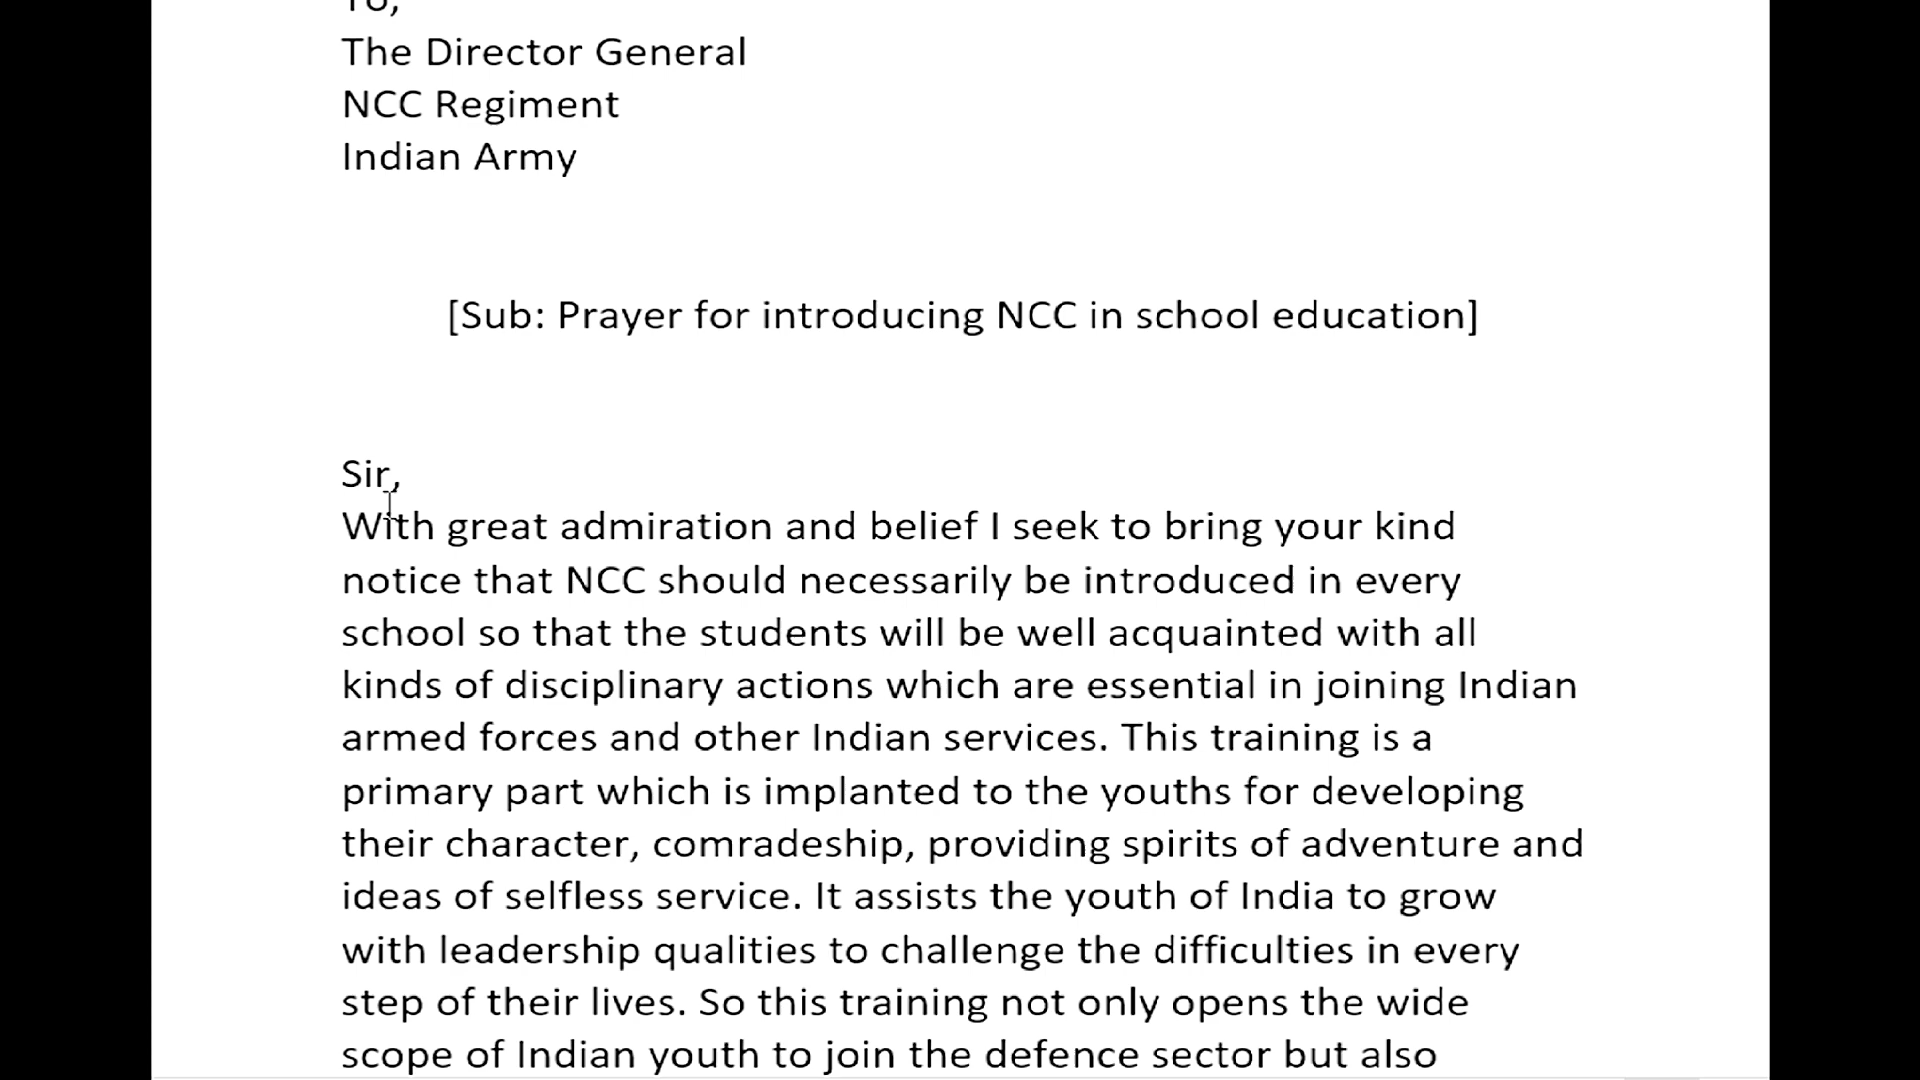 To,
The Director General
NCC Regiment
Indian Army
[Sub: Prayer for introducing NCC in school education]
Sir,
With great admiration and belief I seek to bring your kind
notice that NCC should necessarily be introduced in every
school so that the students will be well acquainted with all
kinds of disciplinary actions which are essential in joining Indian
armed forces and other Indian services. This training is a
primary part which is implanted to the youths for developing
their character, comradeship, providing spirits of adventure and
ideas of selfless service. It assists the youth of India to grow
with leadership qualities to challenge the difficulties in every
step of their lives. So this training not only opens the wide
scope of Indian youth to join the defence sector but also